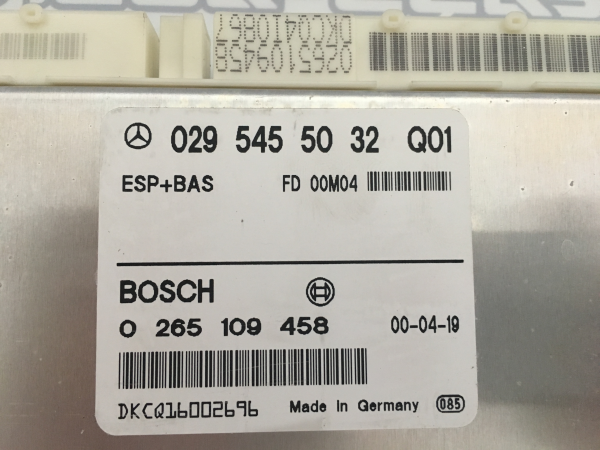 0265109458
DKCQ41086
029 545 50 32 Q01
ESP+BAS FD 00M04
BOSCH
0 265 109 458 00-04-19
DKCQ16002696 Made in Germany 085